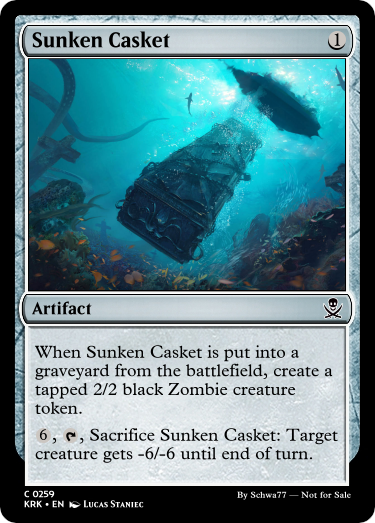 Sunken Casket 1
Artifact
When Sunken Casket is put into a
graveyard from the battlefield, create a
tapped 2/2 black Zombie creature
token.
6, , Sacrifice Sunken Casket: Target
creature gets -6/-6 until end of turn.
C 0259
KRK • EN Lucas Staniec
By Schwa77 — Not for Sale